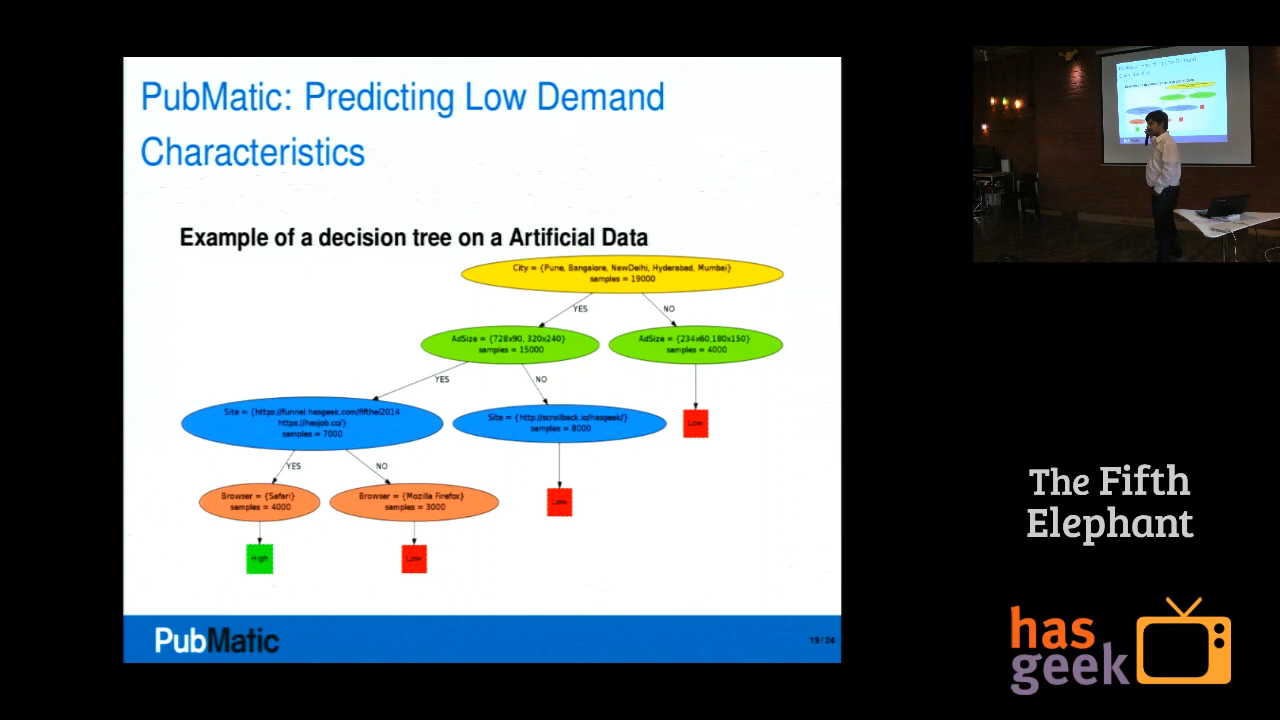 PubMatic: Predicting Low Demand
Characteristics
Example of a decision tree on a Artificial Data
City = {Pune, Bangalore, NewDelhi, Hyderabad, Mumbai}
samples = 19000
YES
NO
AdSize = {728x90, 320x240}
samples = 15000
AdSize = {234x60,180x150}
samples = 4000
YES
NO
Site = {https://funnel.hasgeek.com/fifthel2014
https://hasjob.co/}
samples = 7000
Site = {http://scrollback.io/hasgeek/}
samples = 8000
Low
YES
NO
Browser = {Safari}
samples = 4000
Browser = {Mozilla Firefox}
samples = 3000
Low
High
Low
PubMatic
19 / 24
The Fifth
Elephant
has
geek